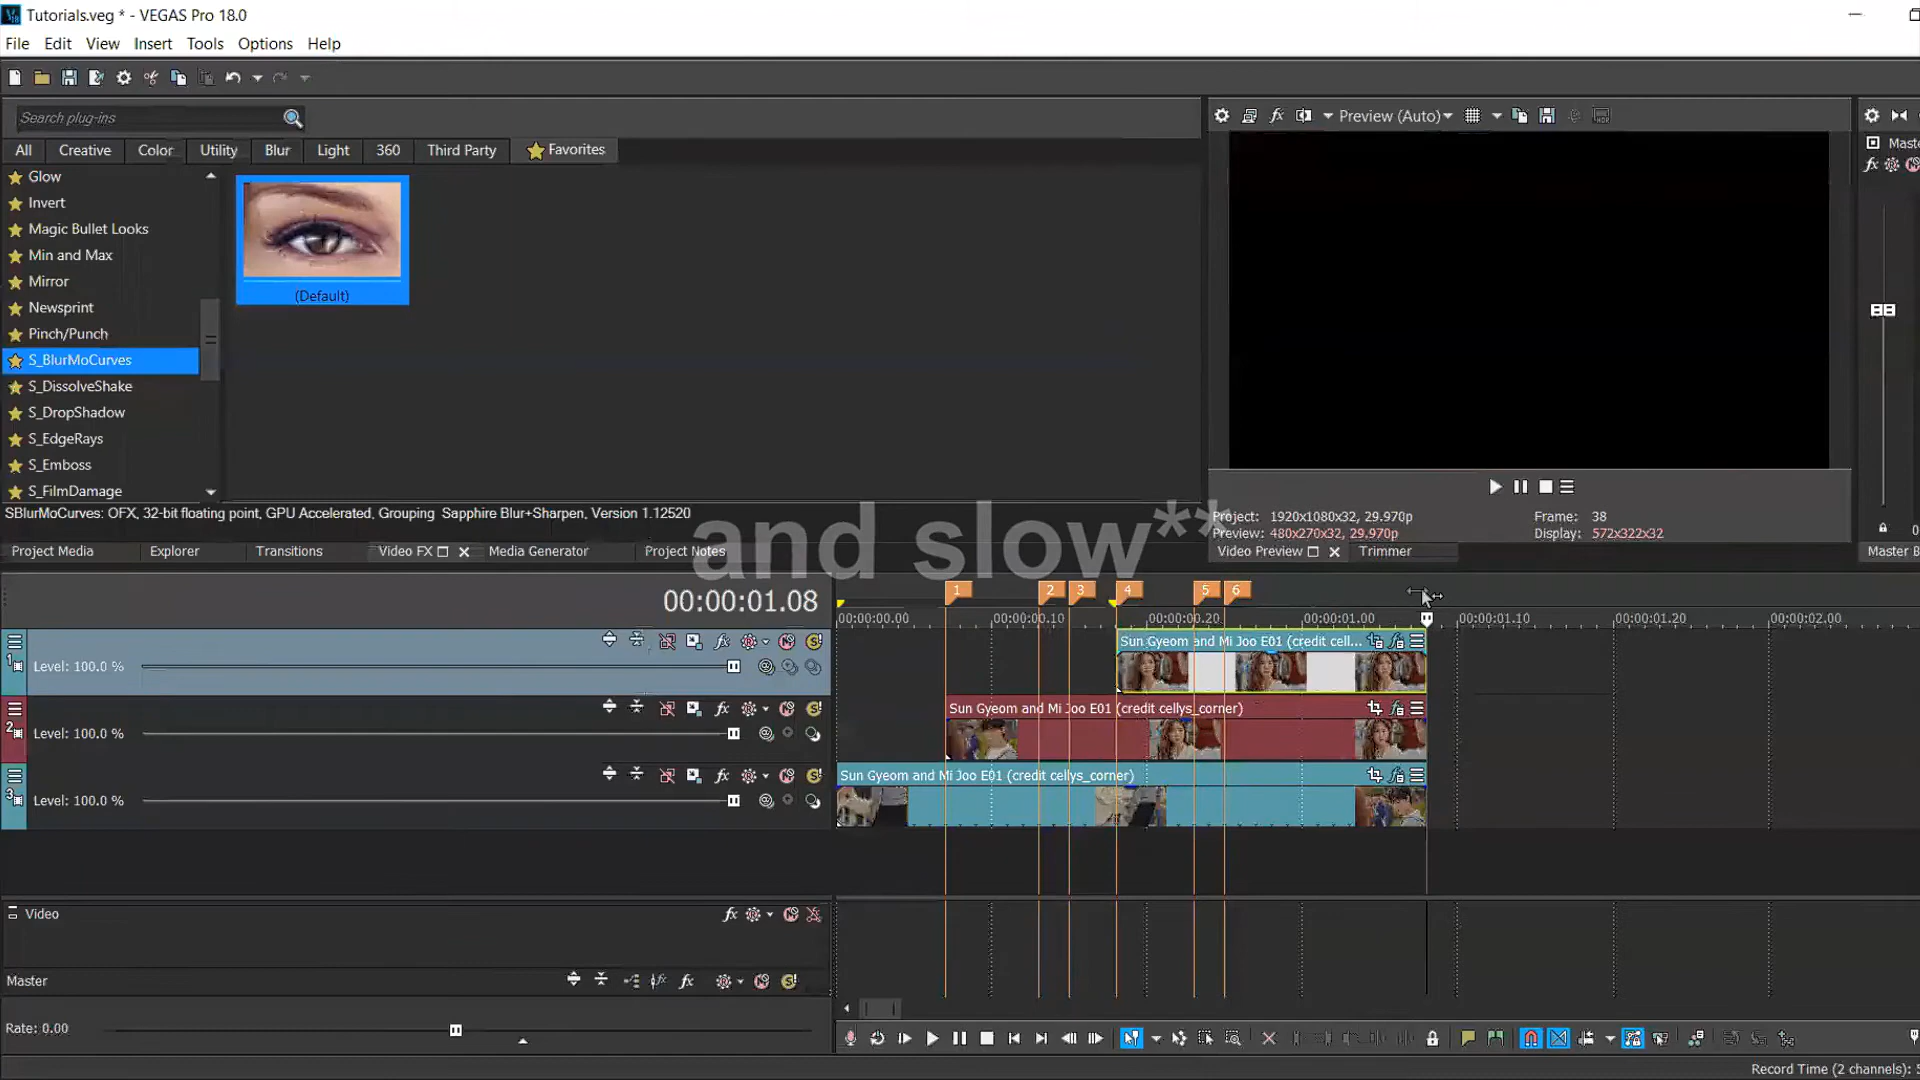 Tutorials.veg * - VEGAS Pro 18.0
File Edit View Insert Tools Options Help
Search plug-ins
Preview (Auto)
All Creative Color Utility Blur Light 360 Third Party Favorites
Maste
Glow
Invert
Magic Bullet Looks
Min and Max
Mirror
Newsprint
Pinch/Punch
S_BlurMoCurves
S_DissolveShake
S_DropShadow
S_EdgeRays
S_Emboss
S_FilmDamage
(Default)
SBlurMoCurves: OFX, 32-bit floating point, GPU Accelerated, Grouping Sapphire Blur+Sharpen, Version 1.12520
and slow**
Project: 1920x1080x32, 29.970p
Frame: 38
Preview: 480x270x32, 29.970p
Display: 572x322x32
Project Media Explorer Transitions Video FX Media Generator Project Notes
Video Preview Trimmer
Master B
00:00:01.08
1 2 3 4 5 6
00:00:00.00 00:00:00.10 00:00:00.20 00:00:01.00 00:00:01.10 00:00:01.20 00:00:02.00
1
Level: 100.0 %
Sun Gyeom and Mi Joo E01 (credit cell...
2
Level: 100.0 %
Sun Gyeom and Mi Joo E01 (credit cellys_corner)
3
Level: 100.0 %
Sun Gyeom and Mi Joo E01 (credit cellys_corner)
Video
Master
Rate: 0.00
Record Time (2 channels):